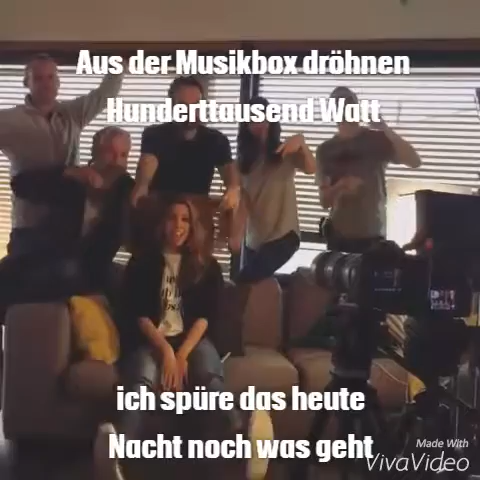 Aus der Musikbox dröhnen
Hunderttausend Watt
ich spüre das heute
Nacht noch was geht
Made With
VivaVideo